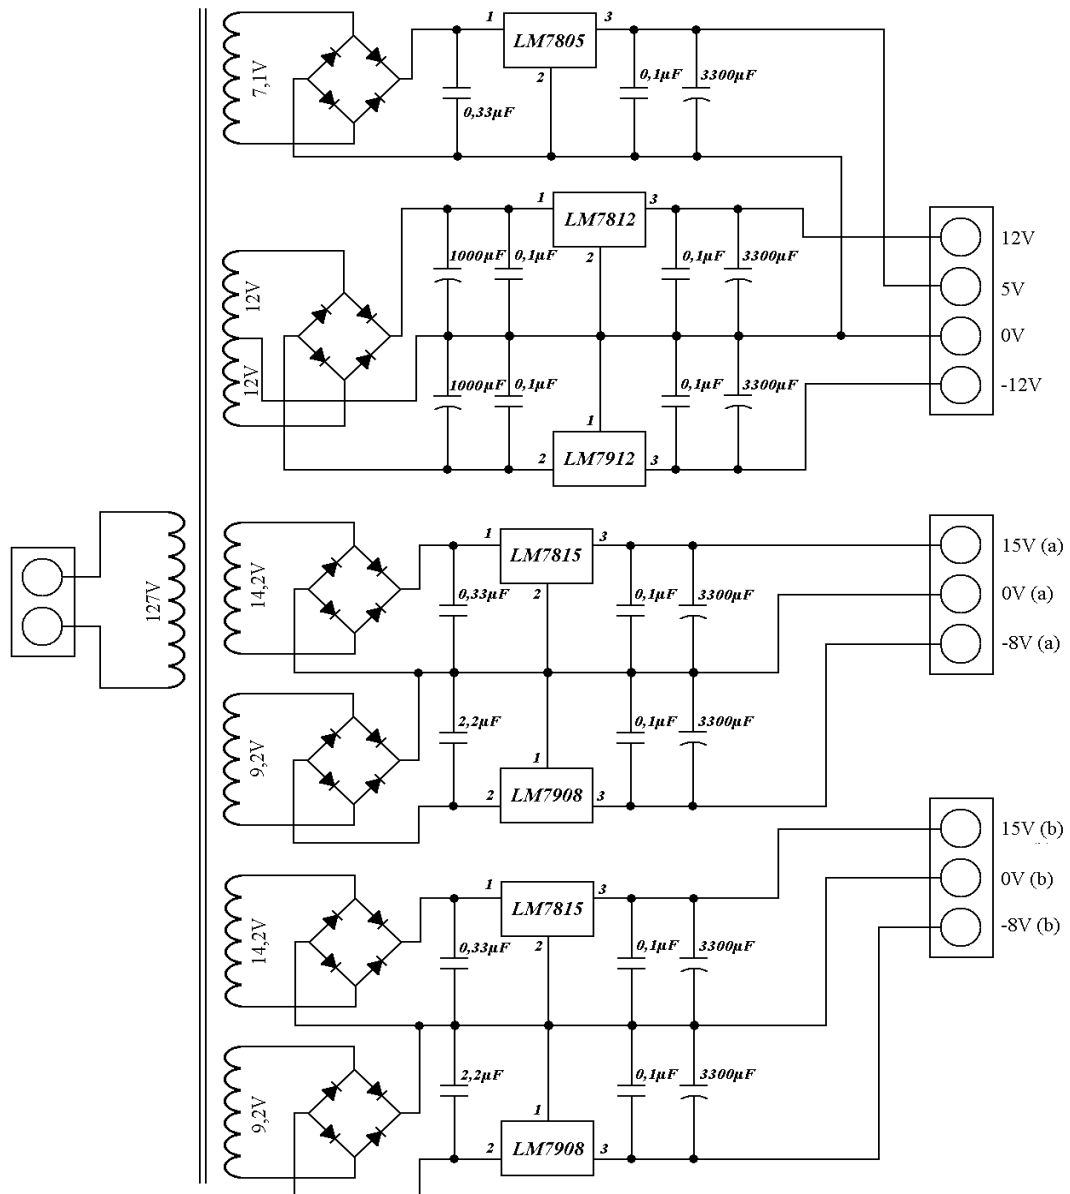 1
LM7805
3
2
7,1V
0,33µF
0,1µF
3300µF
1
LM7812
3
2
12V
12V
1000µF
0,1µF
0,1µF
3300µF
1000µF
0,1µF
0,1µF
3300µF
1
2
LM7912
3
12V
5V
0V
-12V
127V
1
LM7815
3
2
14,2V
0,33µF
0,1µF
3300µF
9,2V
2,2µF
0,1µF
3300µF
1
2
LM7908
3
15V (a)
0V (a)
-8V (a)
1
LM7815
3
2
14,2V
0,33µF
0,1µF
3300µF
9,2V
2,2µF
0,1µF
3300µF
1
2
LM7908
3
15V (b)
0V (b)
-8V (b)